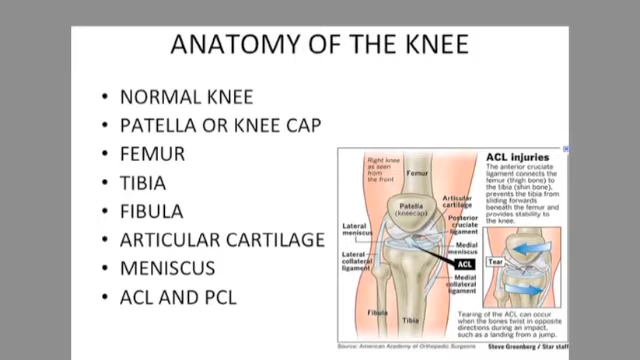 ANATOMY OF THE KNEE
• NORMAL KNEE
• PATELLA OR KNEE CAP
• FEMUR
• TIBIA
• FIBULA
• ARTICULAR CARTILAGE
• MENISCUS
• ACL AND PCL
Right knee
as seen
from the
front
Femur
Patella
(kneecap)
Articular
cartilage
Posterior
cruciate
ligament
Lateral
meniscus
Medial
meniscus
ACL
Lateral
collateral
ligament
Medial
collateral
ligament
Fibula
Tibia
ACL injuries
The anterior cruciate
ligament connects the
femur (thigh bone) to
the tibia (shin bone),
prevents the tibia from
sliding forwards
beneath the femur and
provides stability to
the knee.
Tear
Tearing of the ACL can occur
when the bones twist in opposite
directions during an impact,
such as a landing from a jump.
Source: American Academy of Orthopedic Surgeons
Steve Greenberg / Star staff